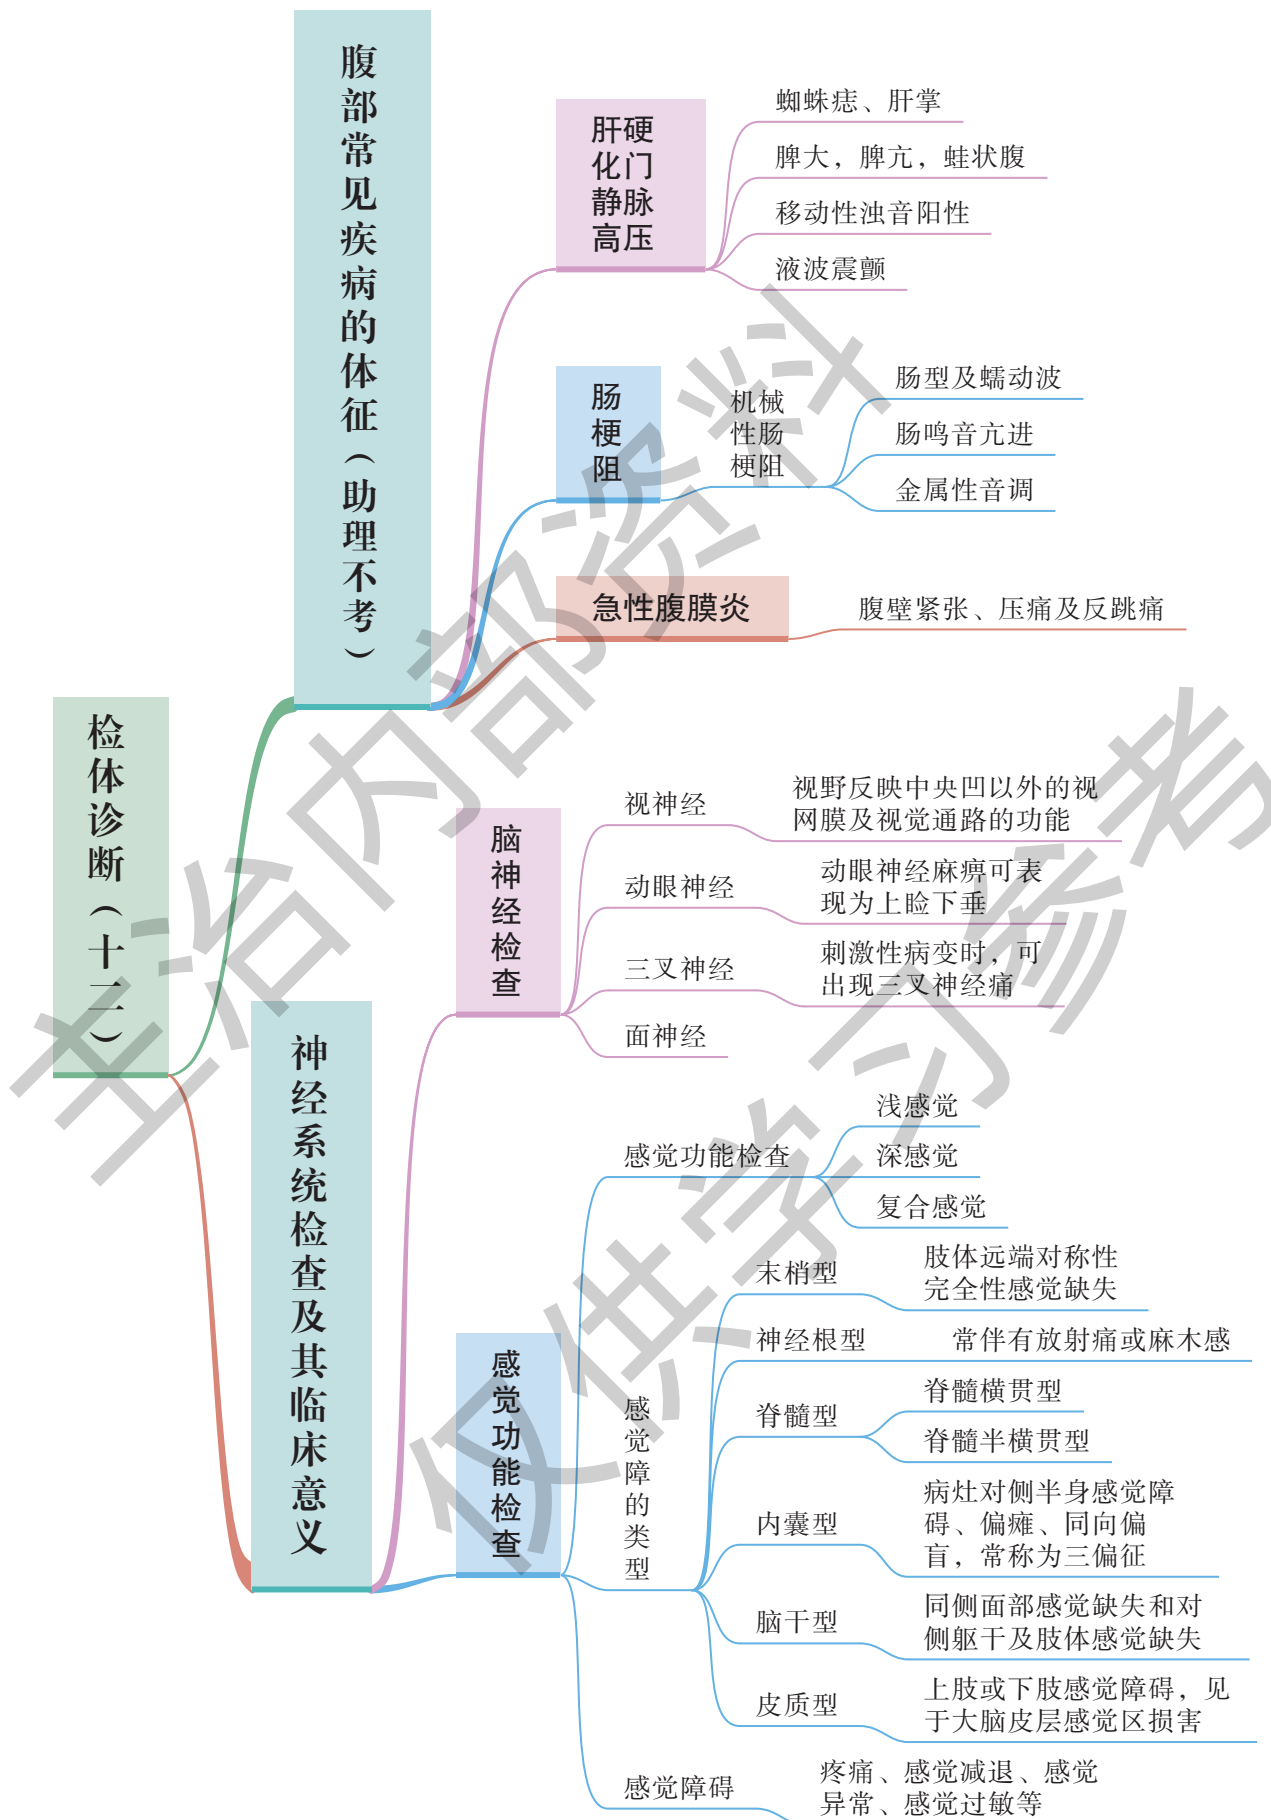 检体诊断（十二）
腹部常见疾病的体征（助理不考）
肝硬
化门
静脉
高压
蜘蛛痣、肝掌
脾大，脾亢，蛙状腹
移动性浊音阳性
液波震颤
肠梗阻
机械
性肠
梗阻
肠型及蠕动波
肠鸣音亢进
金属性音调
急性腹膜炎
腹壁紧张、压痛及反跳痛
神经系统检查及其临床意义
脑神经检查
视神经
视野反映中央凹以外的视
网膜及视觉通路的功能
动眼神经
动眼神经麻痹可表
现为上睑下垂
三叉神经
刺激性病变时，可
出现三叉神经痛
面神经
感觉功能检查
感觉功能检查
浅感觉
深感觉
复合感觉
感觉障的类型
末梢型
肢体远端对称性
完全性感觉缺失
神经根型
常伴有放射痛或麻木感
脊髓型
脊髓横贯型
脊髓半横贯型
内囊型
病灶对侧半身感觉障
碍、偏瘫、同向偏
盲，常称为三偏征
脑干型
同侧面部感觉缺失和对
侧躯干及肢体感觉缺失
皮质型
上肢或下肢感觉障碍，见
于大脑皮层感觉区损害
感觉障碍
疼痛、感觉减退、感觉
异常、感觉过敏等
主治内部资料
仅供学习参考